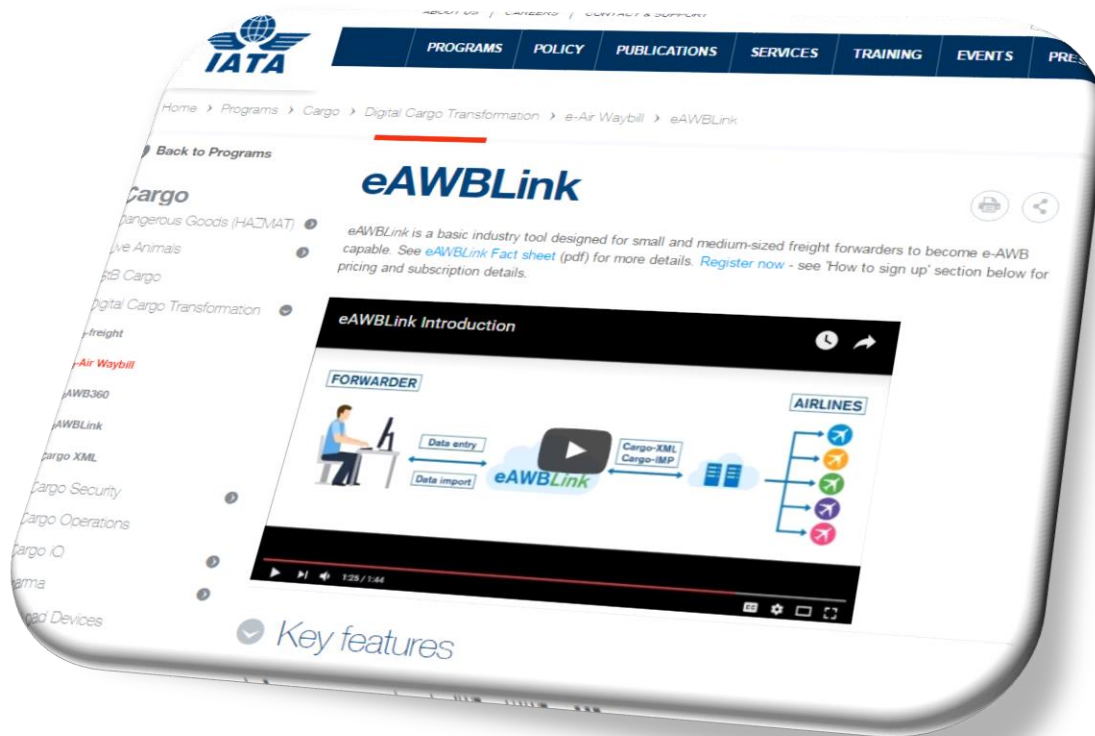 ABOUT US | CAREERS | CONTACT & SUPPORT
IATA
PROGRAMS POLICY PUBLICATIONS SERVICES TRAINING EVENTS
Home > Programs > Cargo > Digital Cargo Transformation > e-Air Waybill > eAWBLink
Back to Programs
Cargo
Dangerous Goods (HAZMAT)
Live Animals
Cargo
Digital Cargo Transformation
e-freight
e-Air Waybill
eAWB360
eAWBLink
Cargo XML
Cargo Security
Cargo Operations
Cargo iQ
Devices
eAWBLink
eAWBLink is a basic industry tool designed for small and medium-sized freight forwarders to become e-AWB
capable. See eAWBLink Fact sheet (pdf) for more details. Register now - see 'How to sign up' section below for
pricing and subscription details.
eAWBLink Introduction
FORWARDER
AIRLINES
Data entry
Data import
eAWBLink
Cargo-XML
Cargo-IMP
1:25 / 1:44
Key features